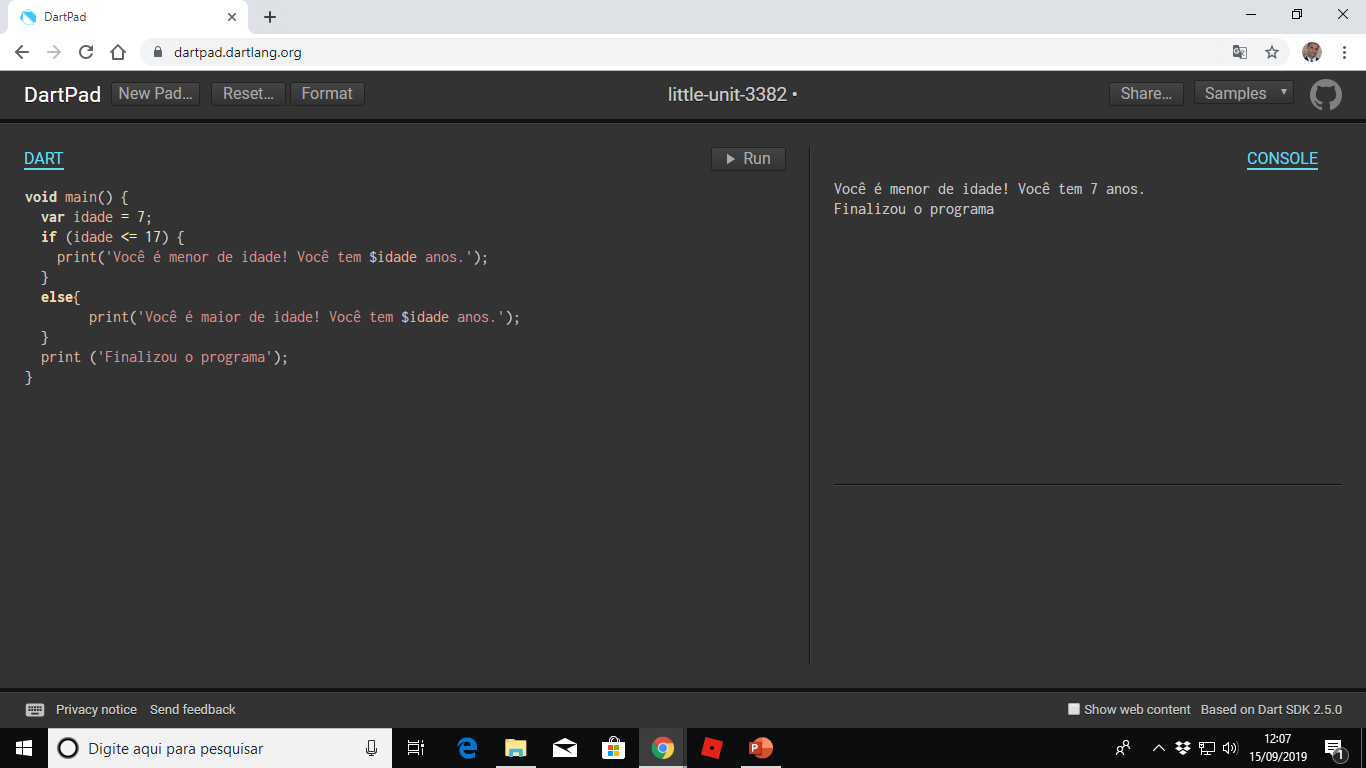 DartPad
dartpad.dartlang.org
DartPad New Pad... Reset... Format little-unit-3382 • Share... Samples
DART Run
void main() {
  var idade = 7;
  if (idade <= 17) {
    print('Você é menor de idade! Você tem $idade anos.');
  }
  else{
        print('Você é maior de idade! Você tem $idade anos.');
  }
  print ('Finalizou o programa');
}
CONSOLE
Você é menor de idade! Você tem 7 anos.
Finalizou o programa
Privacy notice Send feedback Show web content Based on Dart SDK 2.5.0
Digite aqui para pesquisar
12:07
15/09/2019
1